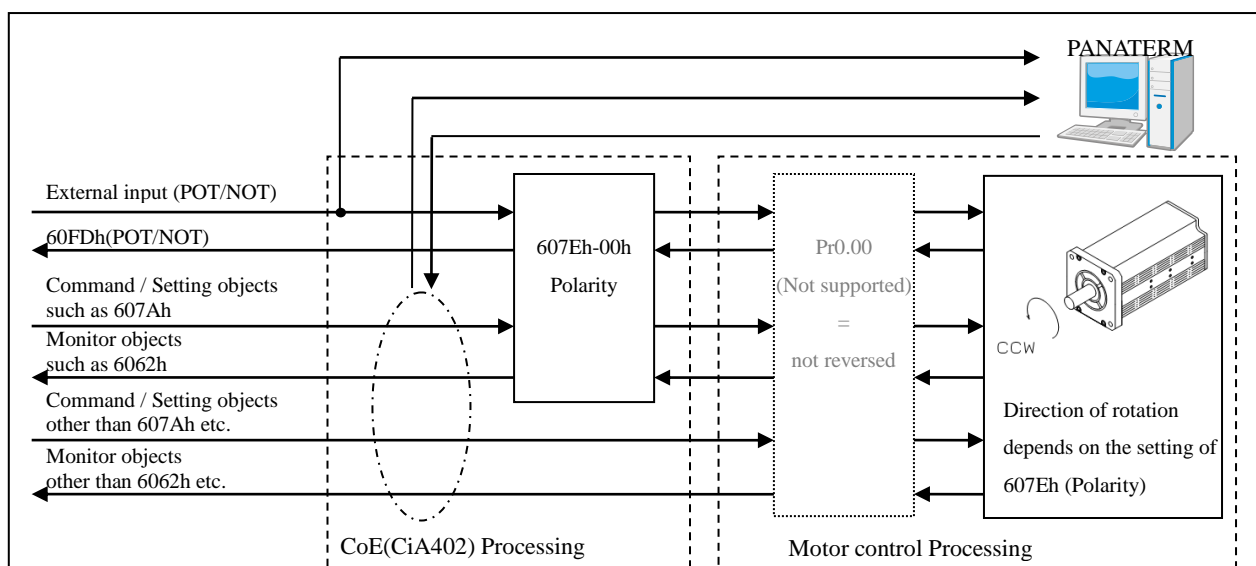 PANATERM
External input (POT/NOT)
60FDh(POT/NOT)
Command / Setting objects
such as 607Ah
Monitor objects
such as 6062h
Command / Setting objects
other than 607Ah etc.
Monitor objects
other than 6062h etc.
607Eh-00h
Polarity
CoE(CiA402) Processing
Pr0.00
(Not supported)
=
not reversed
CCW
Direction of rotation
depends on the setting of
607Eh (Polarity)
Motor control Processing